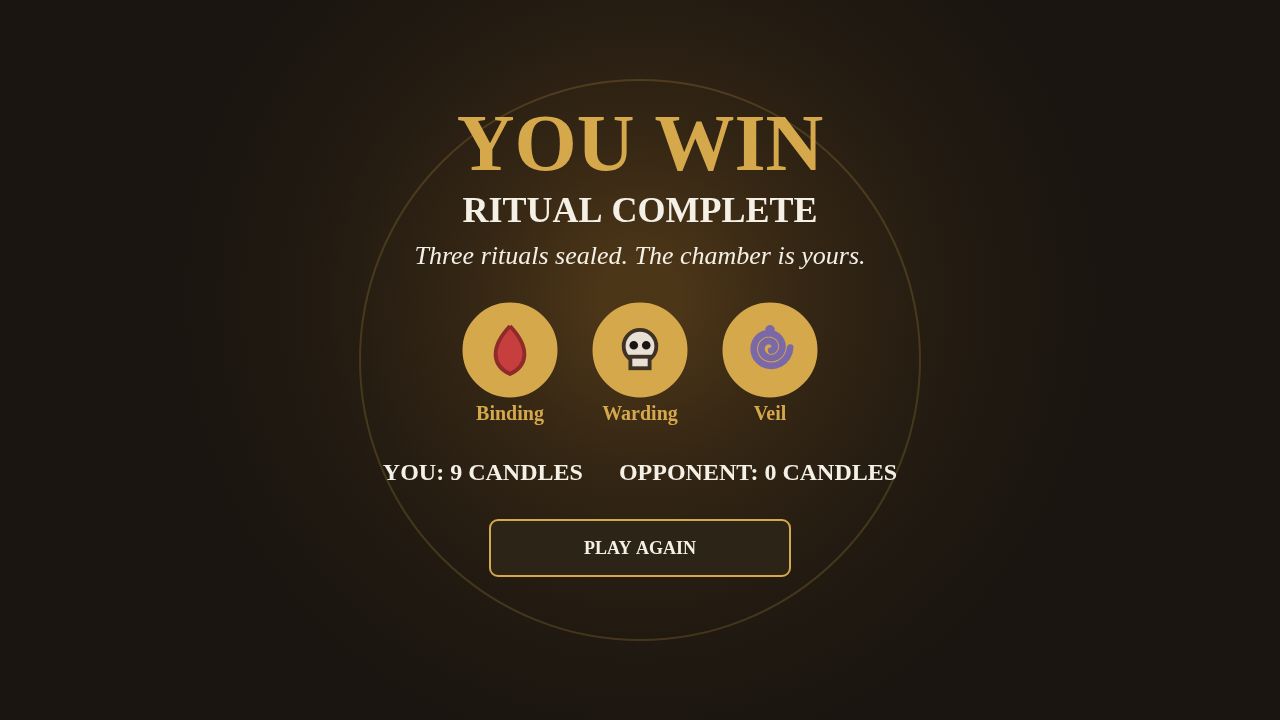 YOU WIN
RITUAL COMPLETE
Three rituals sealed. The chamber is yours.
Binding Warding Veil
YOU: 9 CANDLES OPPONENT: 0 CANDLES
PLAY AGAIN